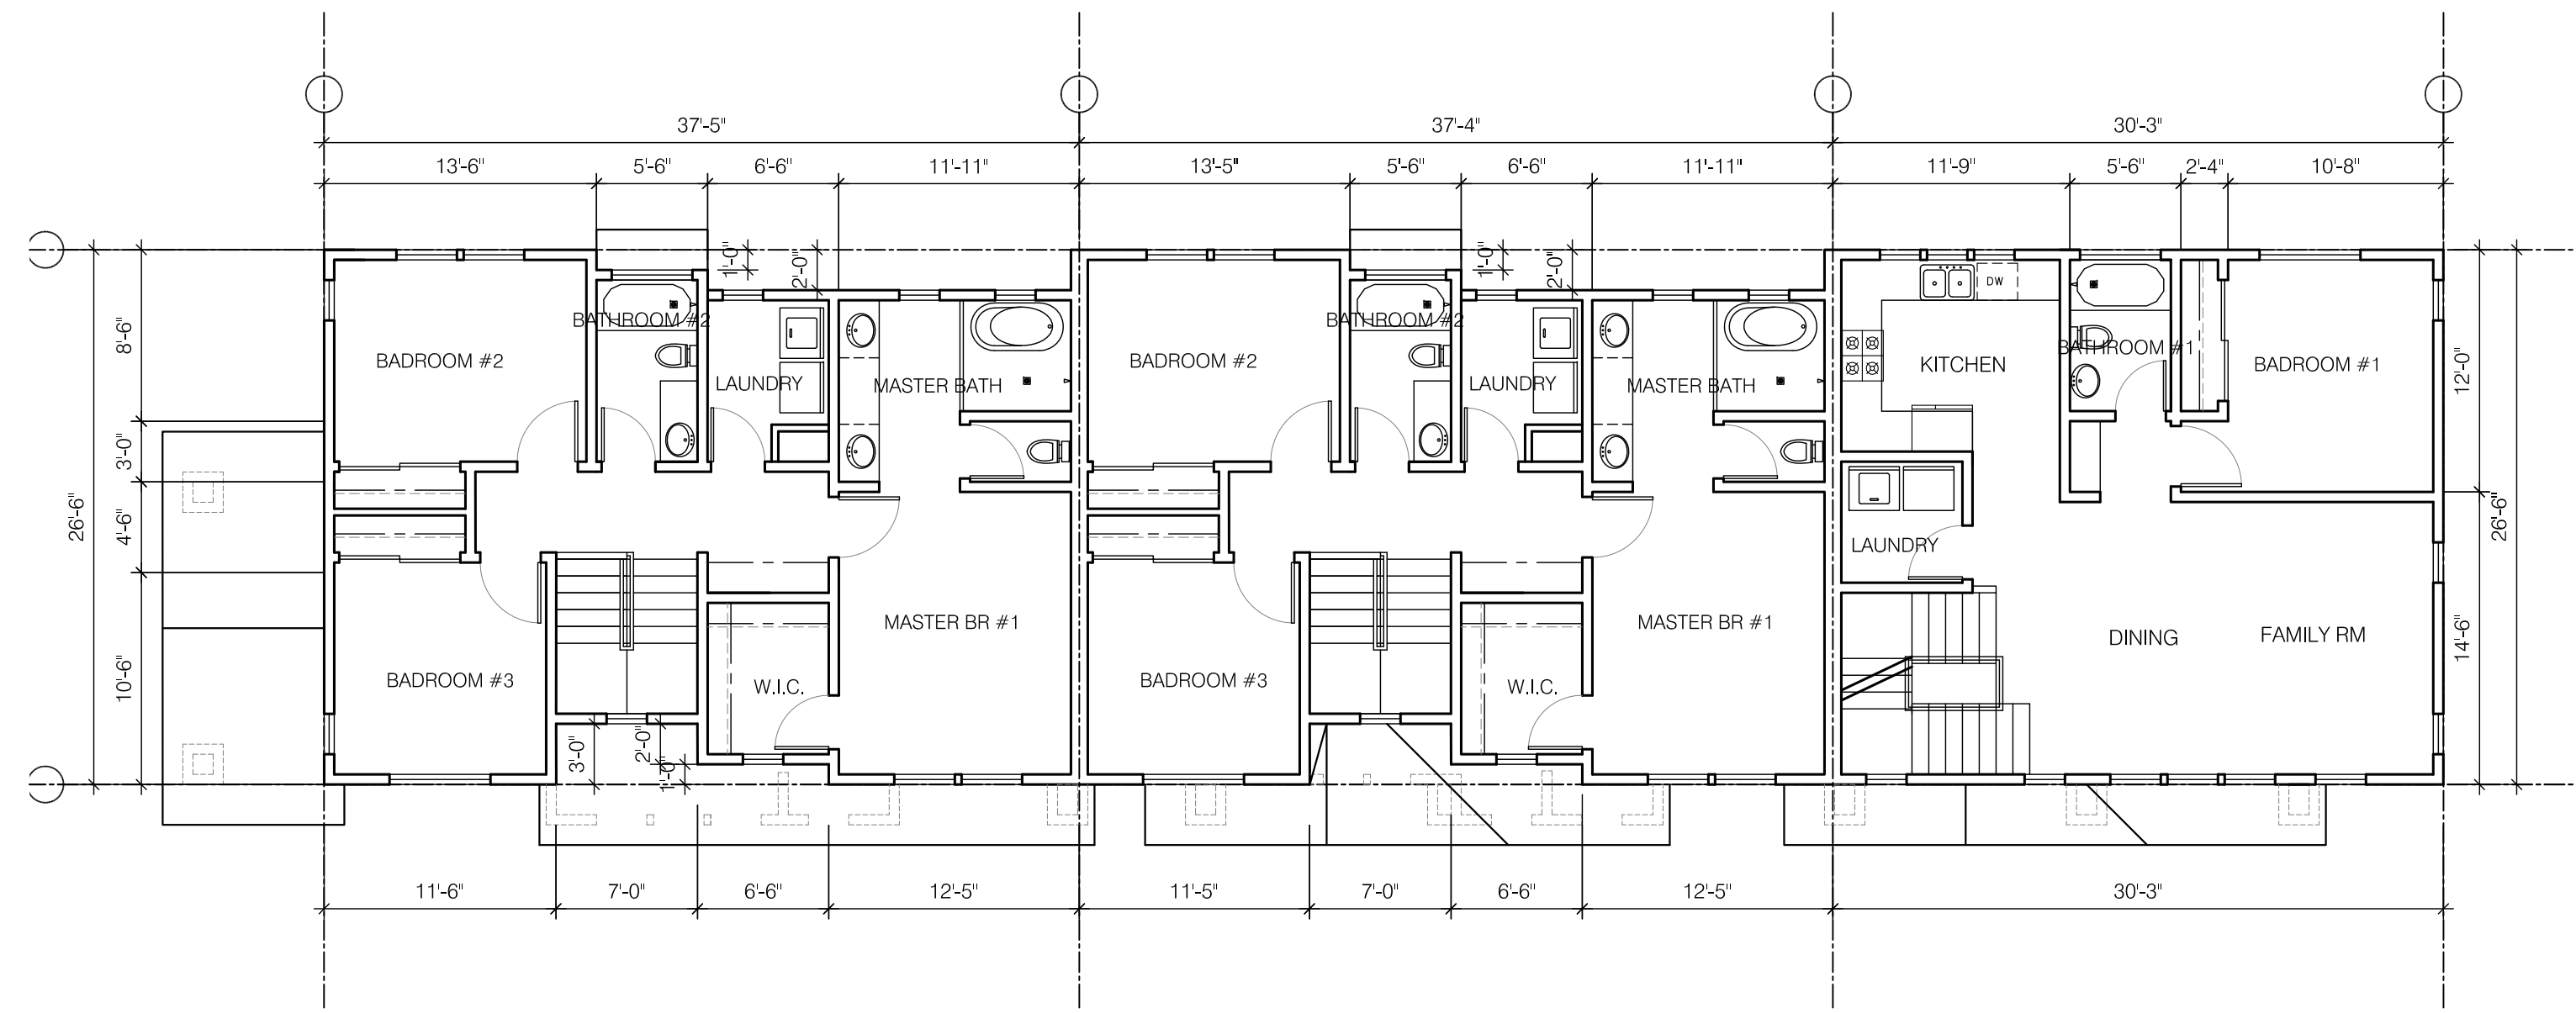 37'-5"
37'-4"
30'-3"
13'-6"
5'-6"
6'-6"
11'-11"
13'-5"
5'-6"
6'-6"
11'-11"
11'-9"
5'-6"
2'-4"
10'-8"
1'-0"
2'-0"
1'-0"
2'-0"
DW
8'-6"
BATHROOM #2
BATHROOM #2
BATHROOM #1
BADROOM #2
BADROOM #2
KITCHEN
BADROOM #1
12'-0"
LAUNDRY
MASTER BATH
LAUNDRY
MASTER BATH
3'-0"
26'-6"
4'-6"
26'-6"
LAUNDRY
MASTER BR #1
MASTER BR #1
DINING
FAMILY RM
14'-6"
10'-6"
BADROOM #3
W.I.C.
BADROOM #3
W.I.C.
3'-0"
2'-0"
1'-0"
11'-6"
7'-0"
6'-6"
12'-5"
11'-5"
7'-0"
6'-6"
12'-5"
30'-3"